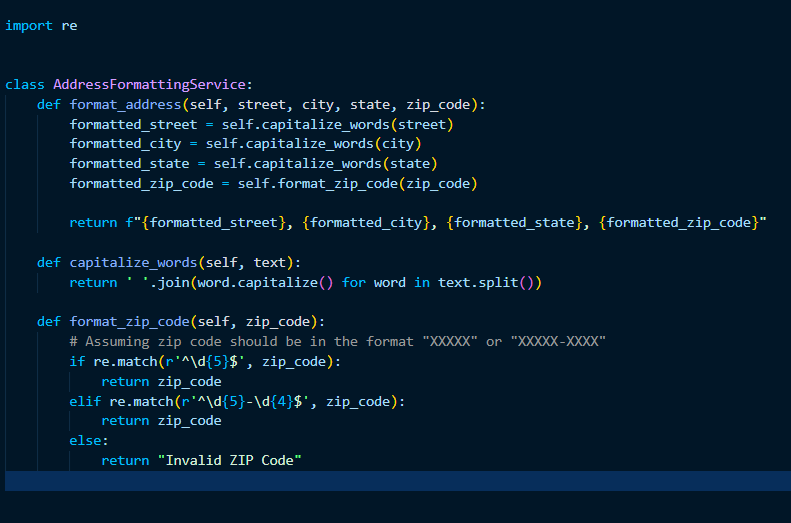 import re
class AddressFormattingService:
    def format_address(self, street, city, state, zip_code):
        formatted_street = self.capitalize_words(street)
        formatted_city = self.capitalize_words(city)
        formatted_state = self.capitalize_words(state)
        formatted_zip_code = self.format_zip_code(zip_code)
        return f"{formatted_street}, {formatted_city}, {formatted_state}, {formatted_zip_code}"
    def capitalize_words(self, text):
        return ' '.join(word.capitalize() for word in text.split())
    def format_zip_code(self, zip_code):
        # Assuming zip code should be in the format "XXXXX" or "XXXXX-XXXX"
        if re.match(r'^\d{5}$', zip_code):
            return zip_code
        elif re.match(r'^\d{5}-\d{4}$', zip_code):
            return zip_code
        else:
            return "Invalid ZIP Code"